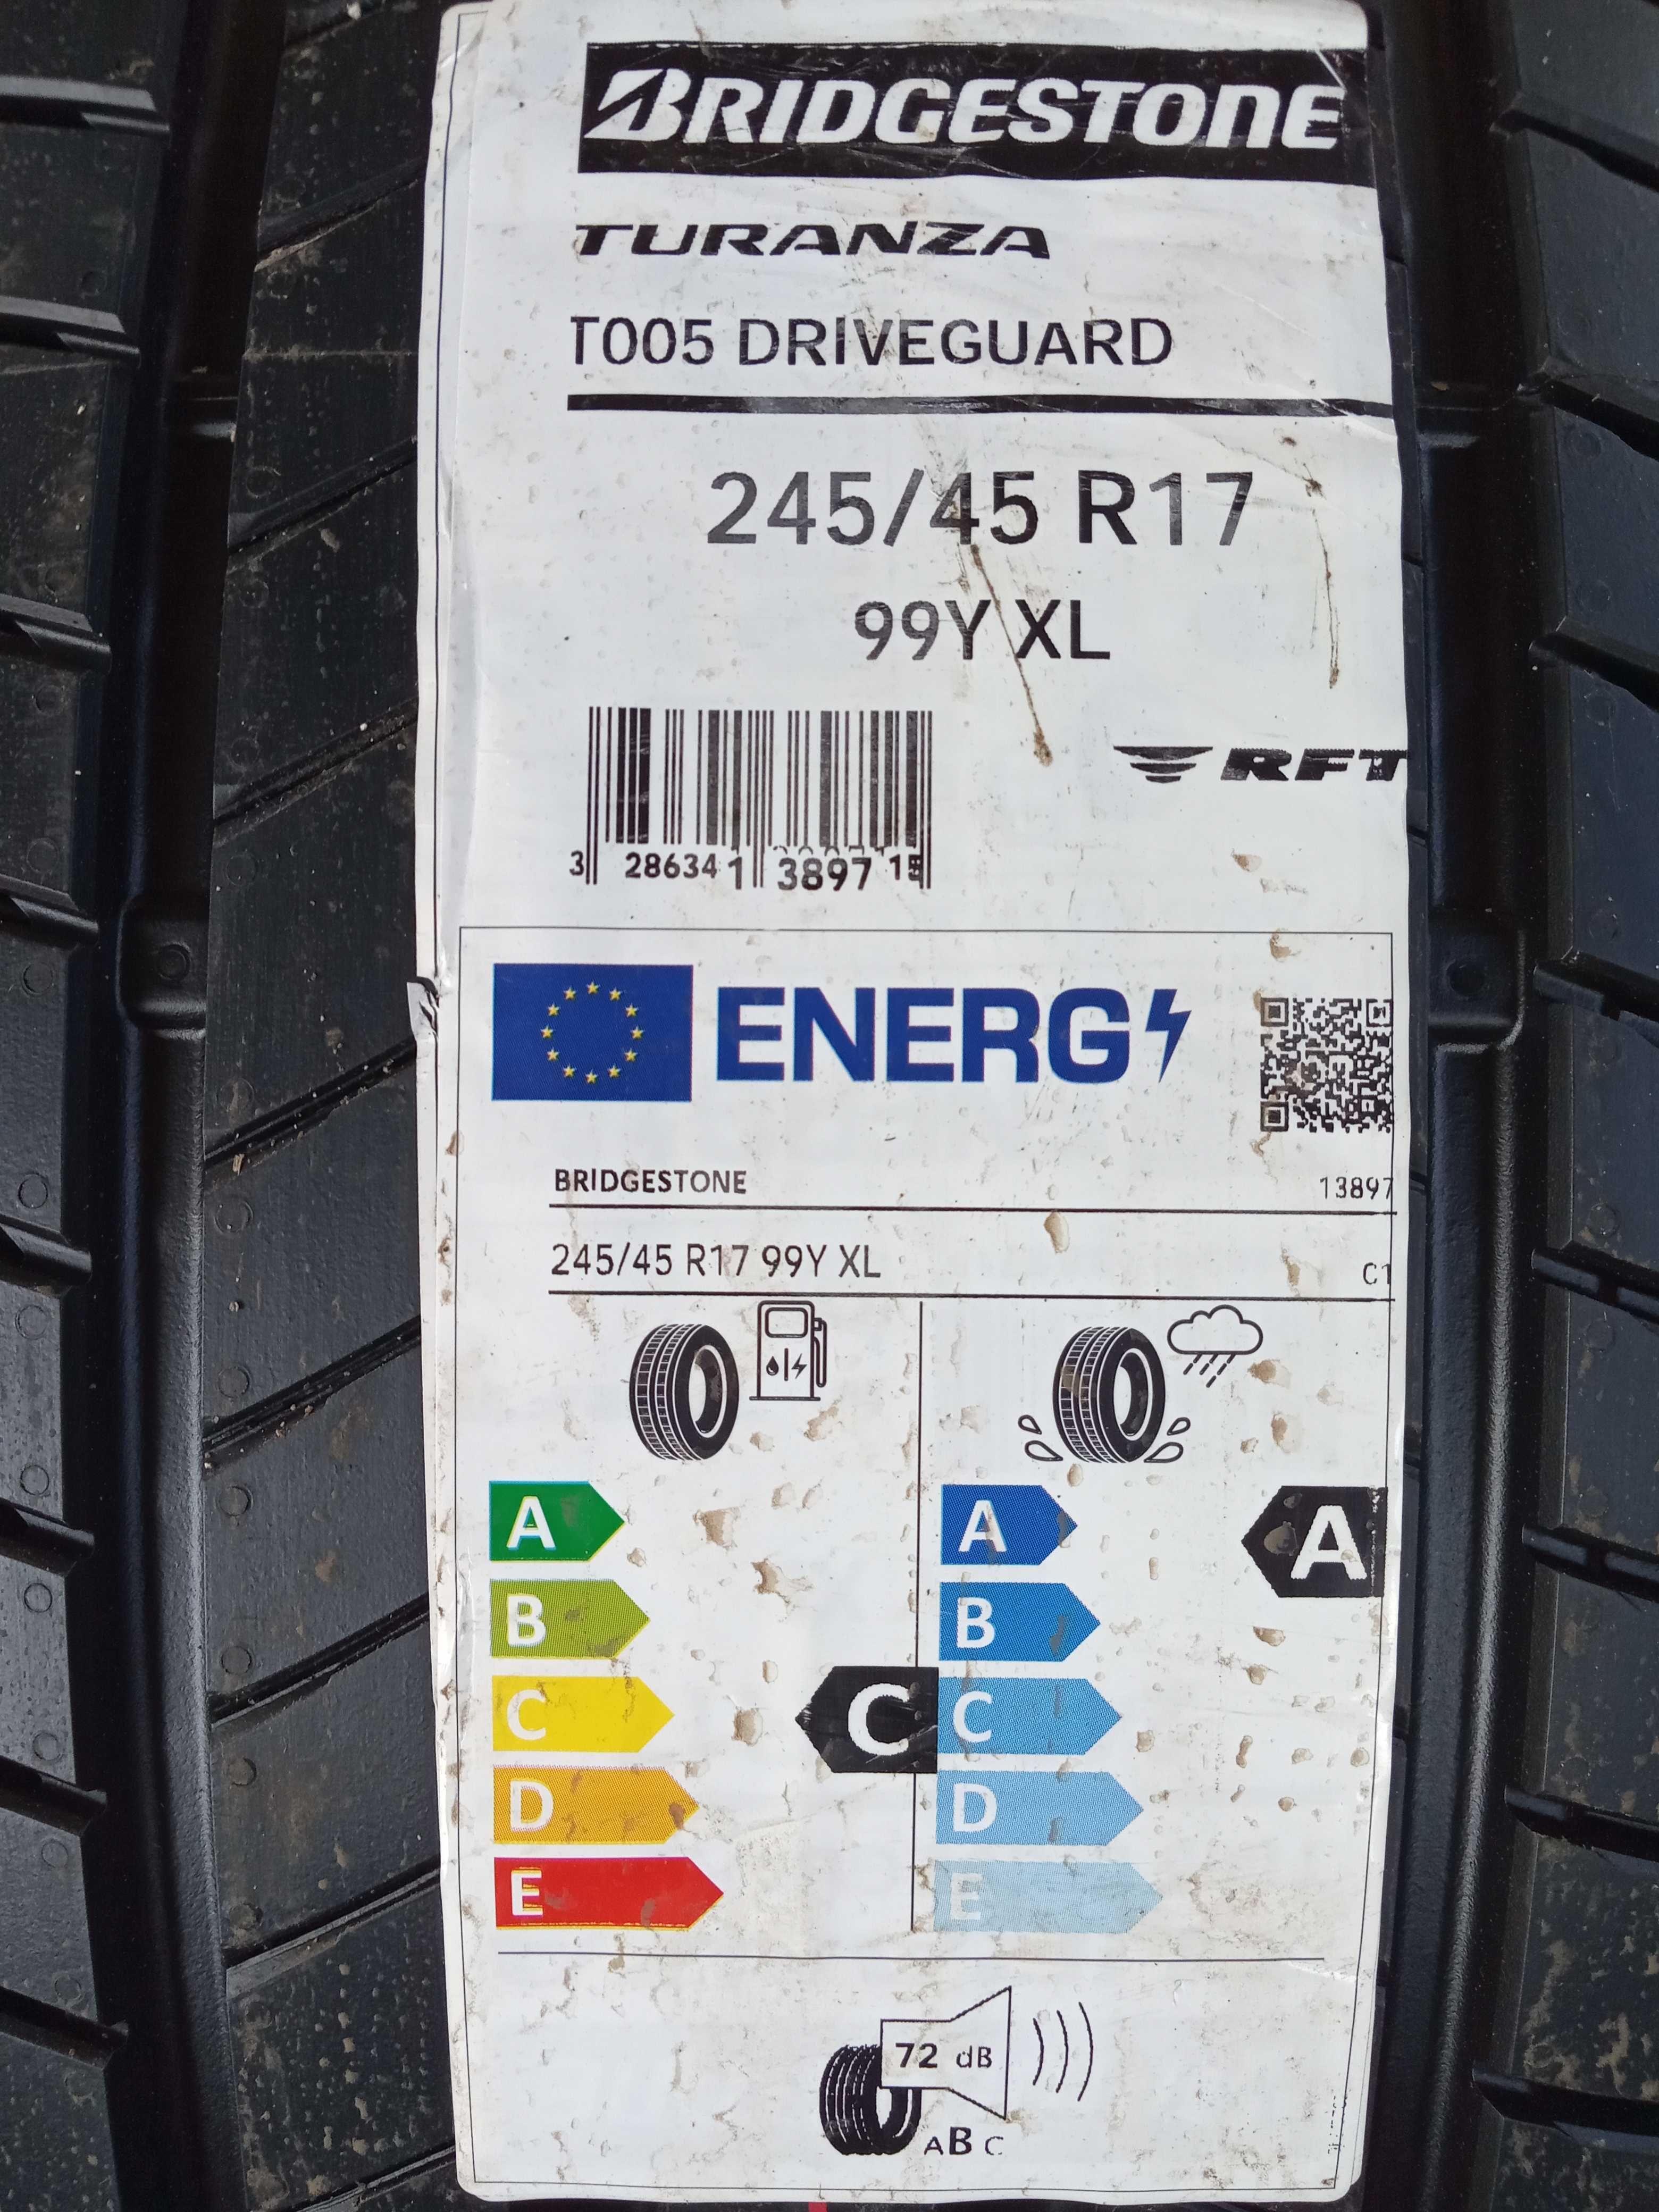 BRIDGESTONE
TURANZA
T005 DRIVEGUARD
245/45 R17
99Y XL
RFT
3 286341 389715
ENERG
BRIDGESTONE 13897
245/45 R17 99Y XL C1
A A A
B B
C C C
D D
E E
72 dB
ABC